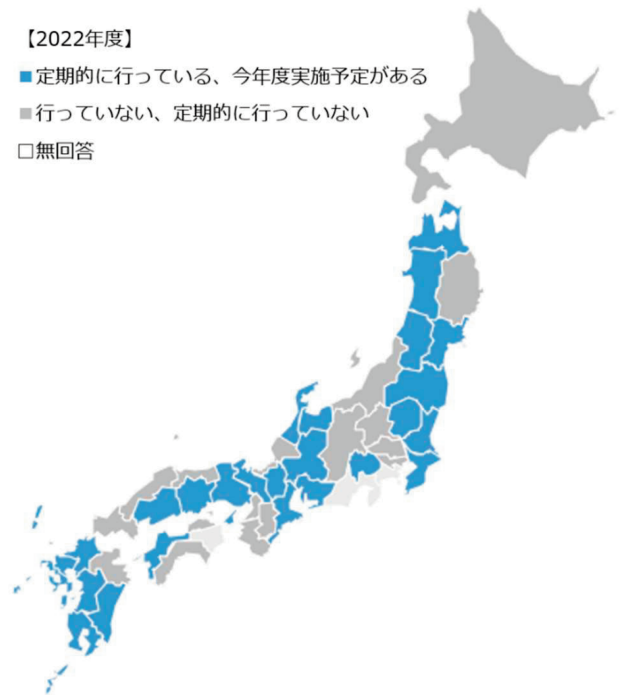 【2022年度】
■定期的に行っている、今年度実施予定がある
■行っていない、定期的に行っていない
□無回答